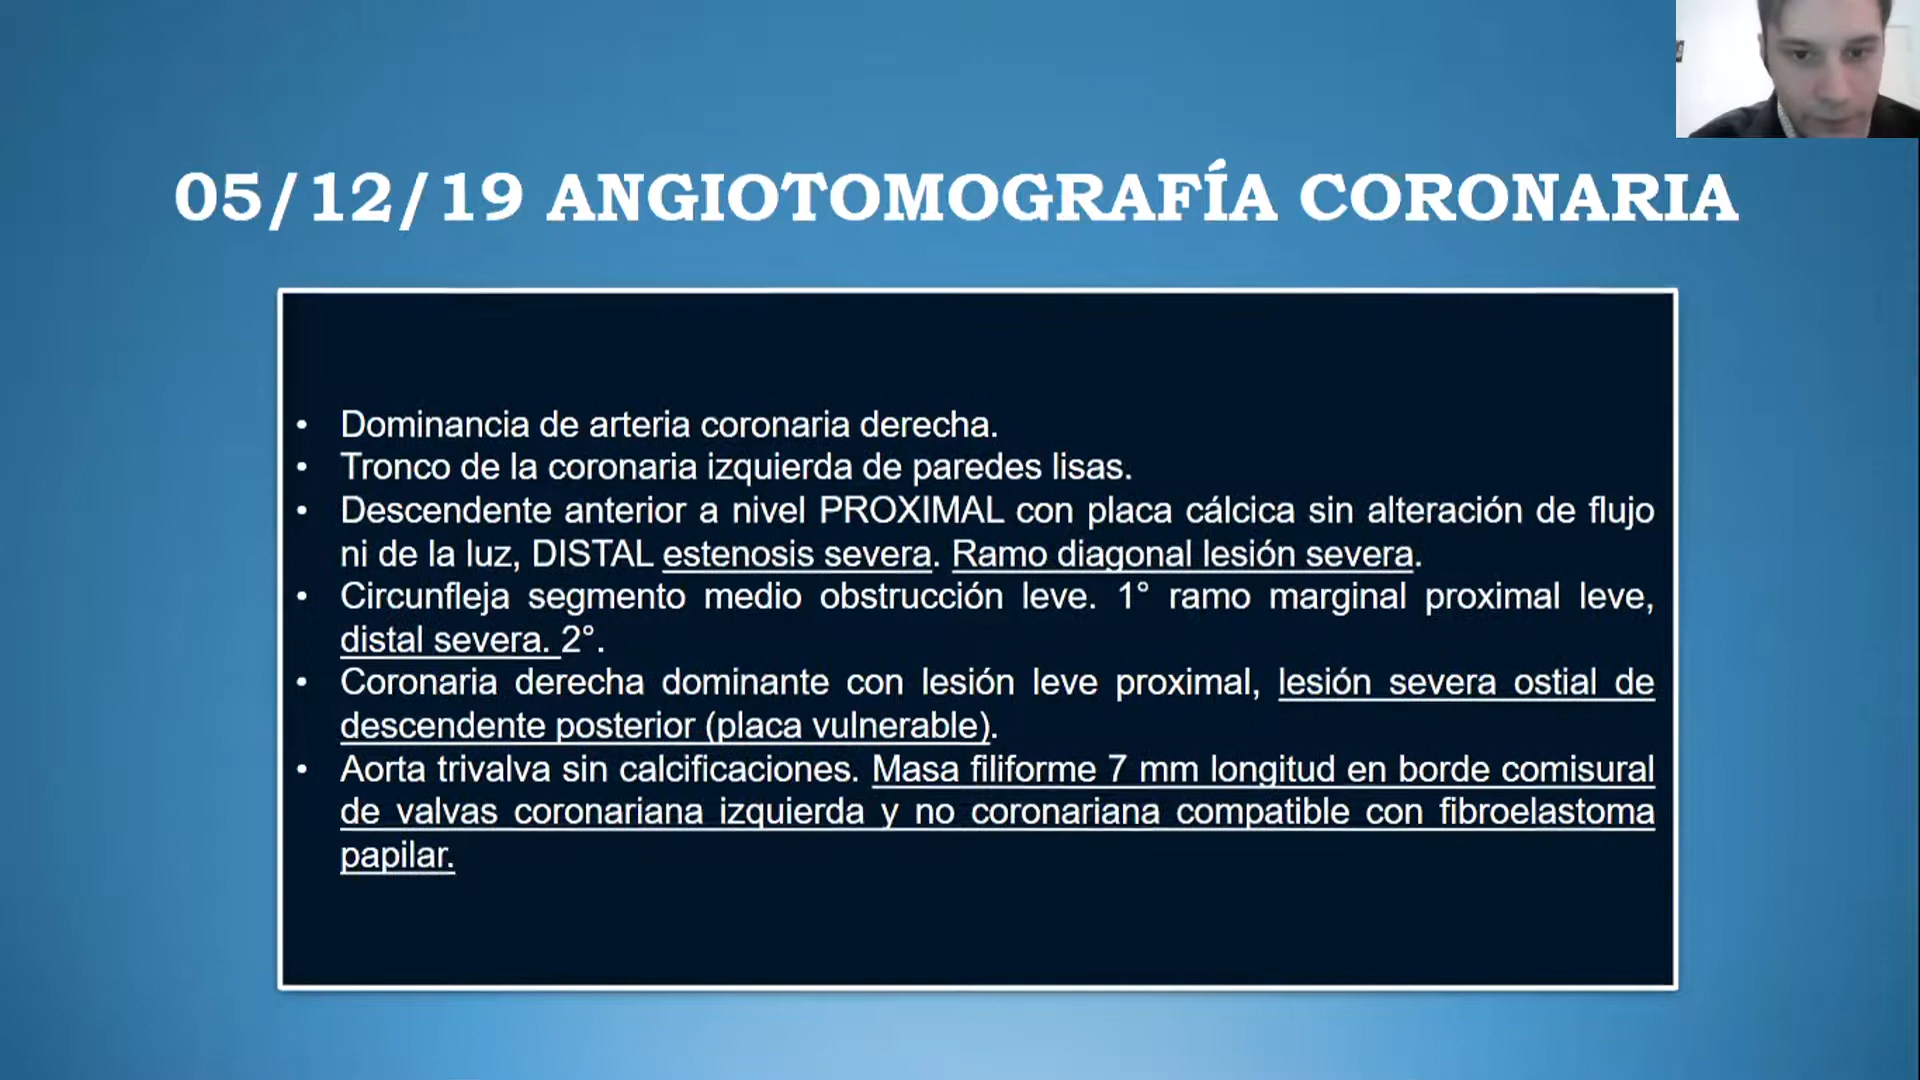 05/12/19 ANGIOTOMOGRAFÍA CORONARIA
• Dominancia de arteria coronaria derecha.
• Tronco de la coronaria izquierda de paredes lisas.
• Descendente anterior a nivel PROXIMAL con placa cálcica sin alteración de flujo
ni de la luz, DISTAL estenosis severa. Ramo diagonal lesión severa.
• Circunfleja segmento medio obstrucción leve. 1° ramo marginal proximal leve,
distal severa. 2°.
• Coronaria derecha dominante con lesión leve proximal, lesión severa ostial de
descendente posterior (placa vulnerable).
• Aorta trivalva sin calcificaciones. Masa filiforme 7 mm longitud en borde comisural
de valvas coronariana izquierda y no coronariana compatible con fibroelastoma
papilar.